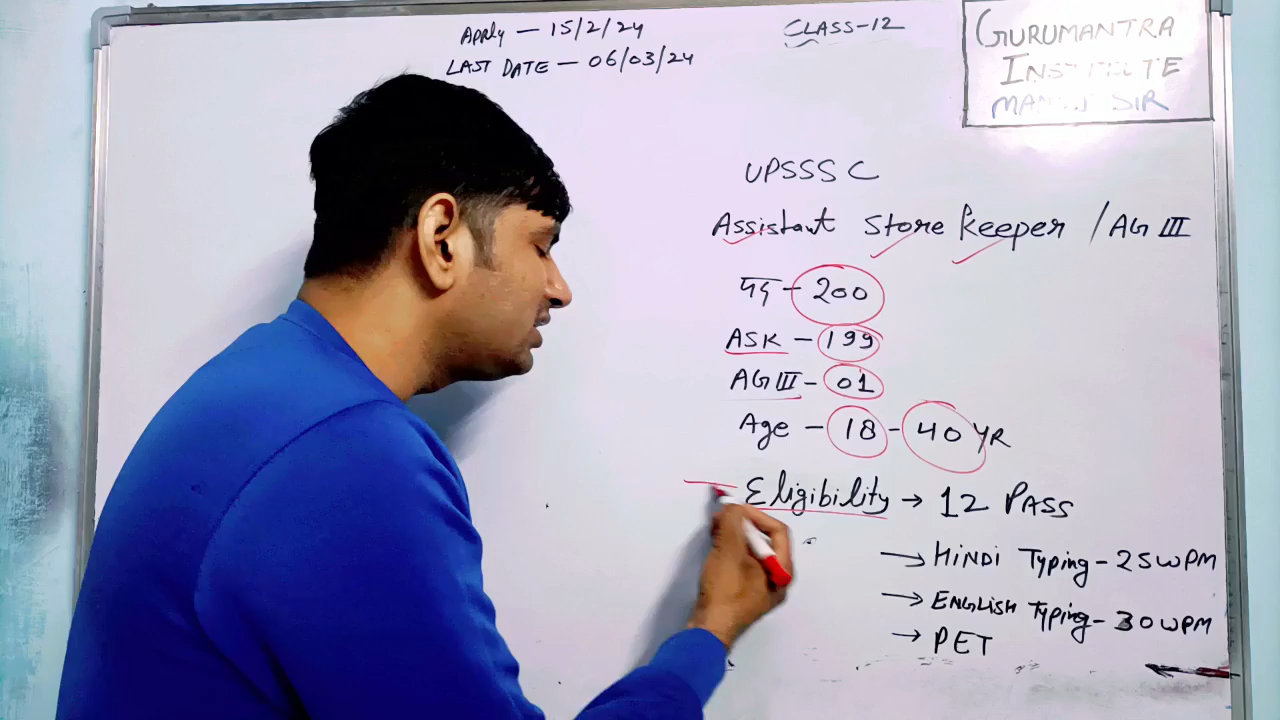 APPly – 15/2/24
LAST DATE – 06/03/24
CLASS-12
GURUMANTRA
INSTITUTE
SIR
UPSSSC
Assistant Store Keeper / AG III
पद – 200
ASK – 199
AG III – 01
Age – 18 - 40 YR
Eligibility → 12 PASS
→ HiNDi Typing – 25 WPM
→ ENGLiSH Typing – 30 WPM
→ PET